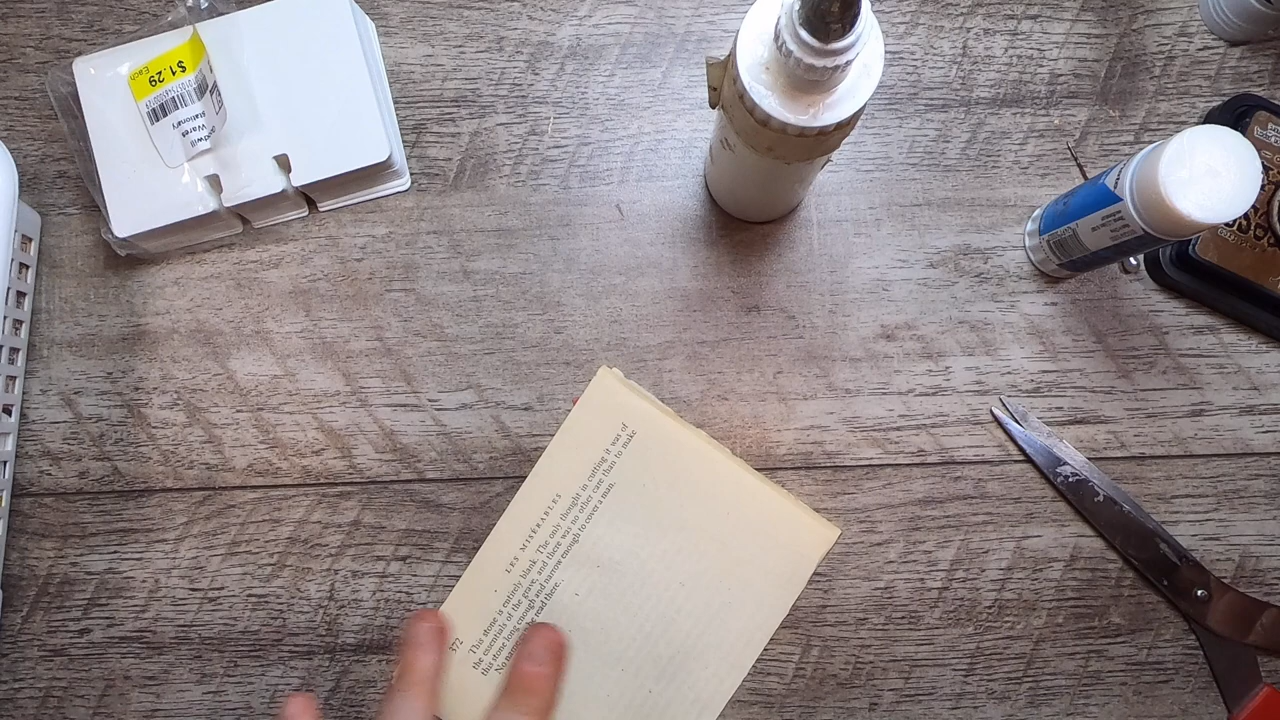 $1.29
Each
goodwill
Wares
Stationary
372
LES MISÉRABLES
This stone is entirely blank. The only thought in cutting it was of
the essentials of the grave, and there was no other care than to make
this stone long enough and narrow enough to cover a man.
No name be read there.